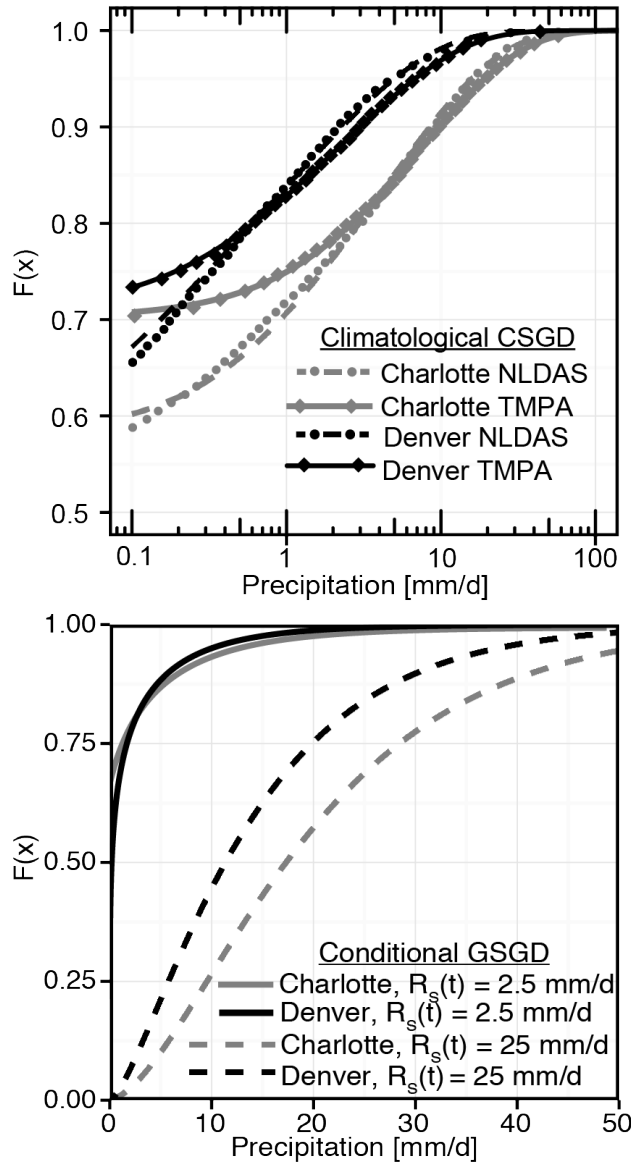 1.0
0.9
0.8
0.7
0.6
0.5
F(x)
Climatological CSGD
Charlotte NLDAS
Charlotte TMPA
Denver NLDAS
Denver TMPA
0.1 1 10 100
Precipitation [mm/d]
1.00
0.75
0.50
0.25
0.00
F(x)
Conditional GSGD
Charlotte, Rs(t) = 2.5 mm/d
Denver, Rs(t) = 2.5 mm/d
Charlotte, Rs(t) = 25 mm/d
Denver, Rs(t) = 25 mm/d
0 10 20 30 40 50
Precipitation [mm/d]